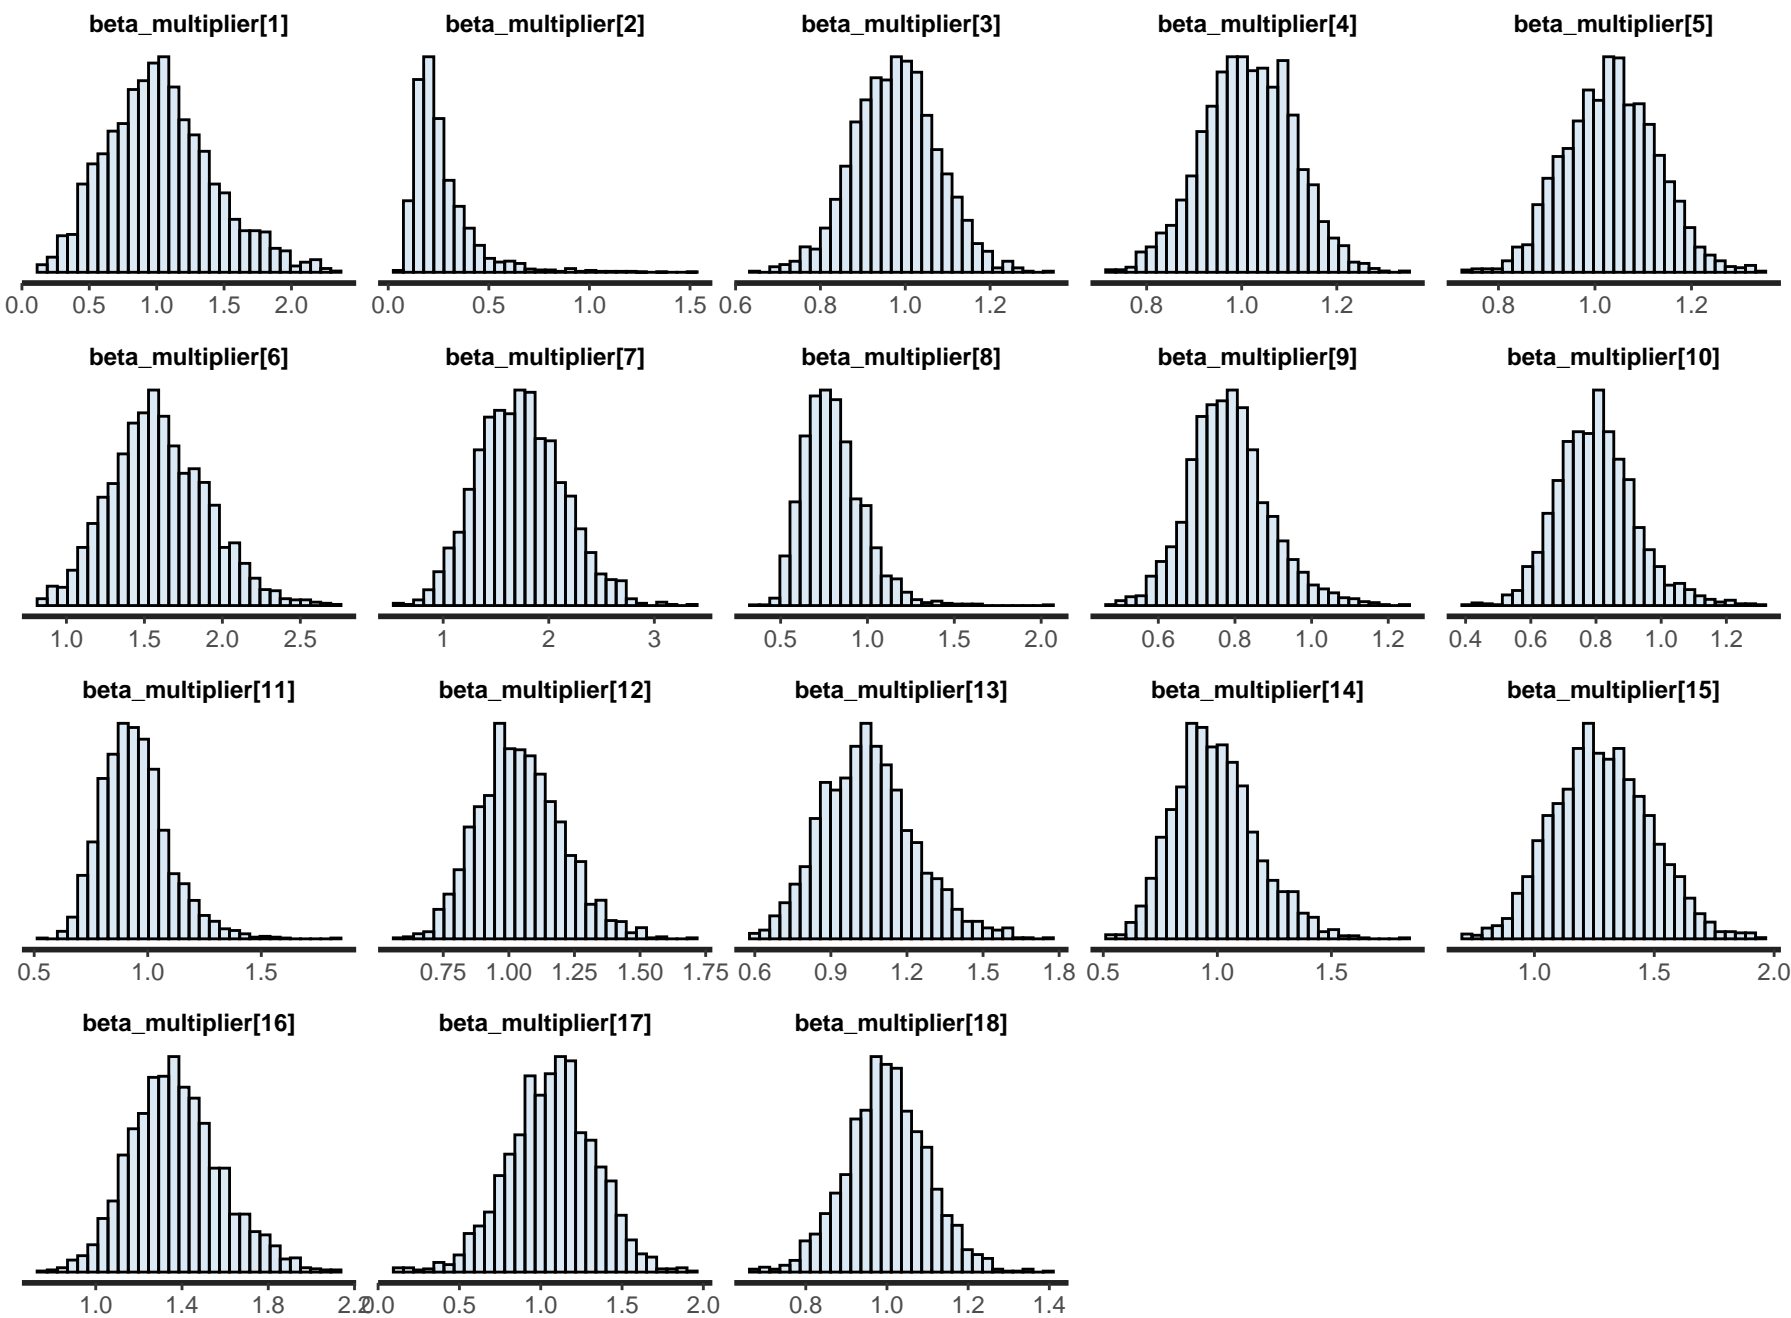 beta_multiplier[1] beta_multiplier[2] beta_multiplier[3] beta_multiplier[4] beta_multiplier[5]
0.0 0.5 1.0 1.5 2.0 0.0 0.5 1.0 1.5 0.6 0.8 1.0 1.2 0.8 1.0 1.2 0.8 1.0 1.2
beta_multiplier[6] beta_multiplier[7] beta_multiplier[8] beta_multiplier[9] beta_multiplier[10]
1.0 1.5 2.0 2.5 1 2 3 0.5 1.0 1.5 2.0 0.6 0.8 1.0 1.2 0.4 0.6 0.8 1.0 1.2
beta_multiplier[11] beta_multiplier[12] beta_multiplier[13] beta_multiplier[14] beta_multiplier[15]
0.5 1.0 1.5 0.75 1.00 1.25 1.50 1.75 0.6 0.9 1.2 1.5 1.8 0.5 1.0 1.5 1.0 1.5 2.0
beta_multiplier[16] beta_multiplier[17] beta_multiplier[18]
1.0 1.4 1.8 2.2 0.0 0.5 1.0 1.5 2.0 0.8 1.0 1.2 1.4